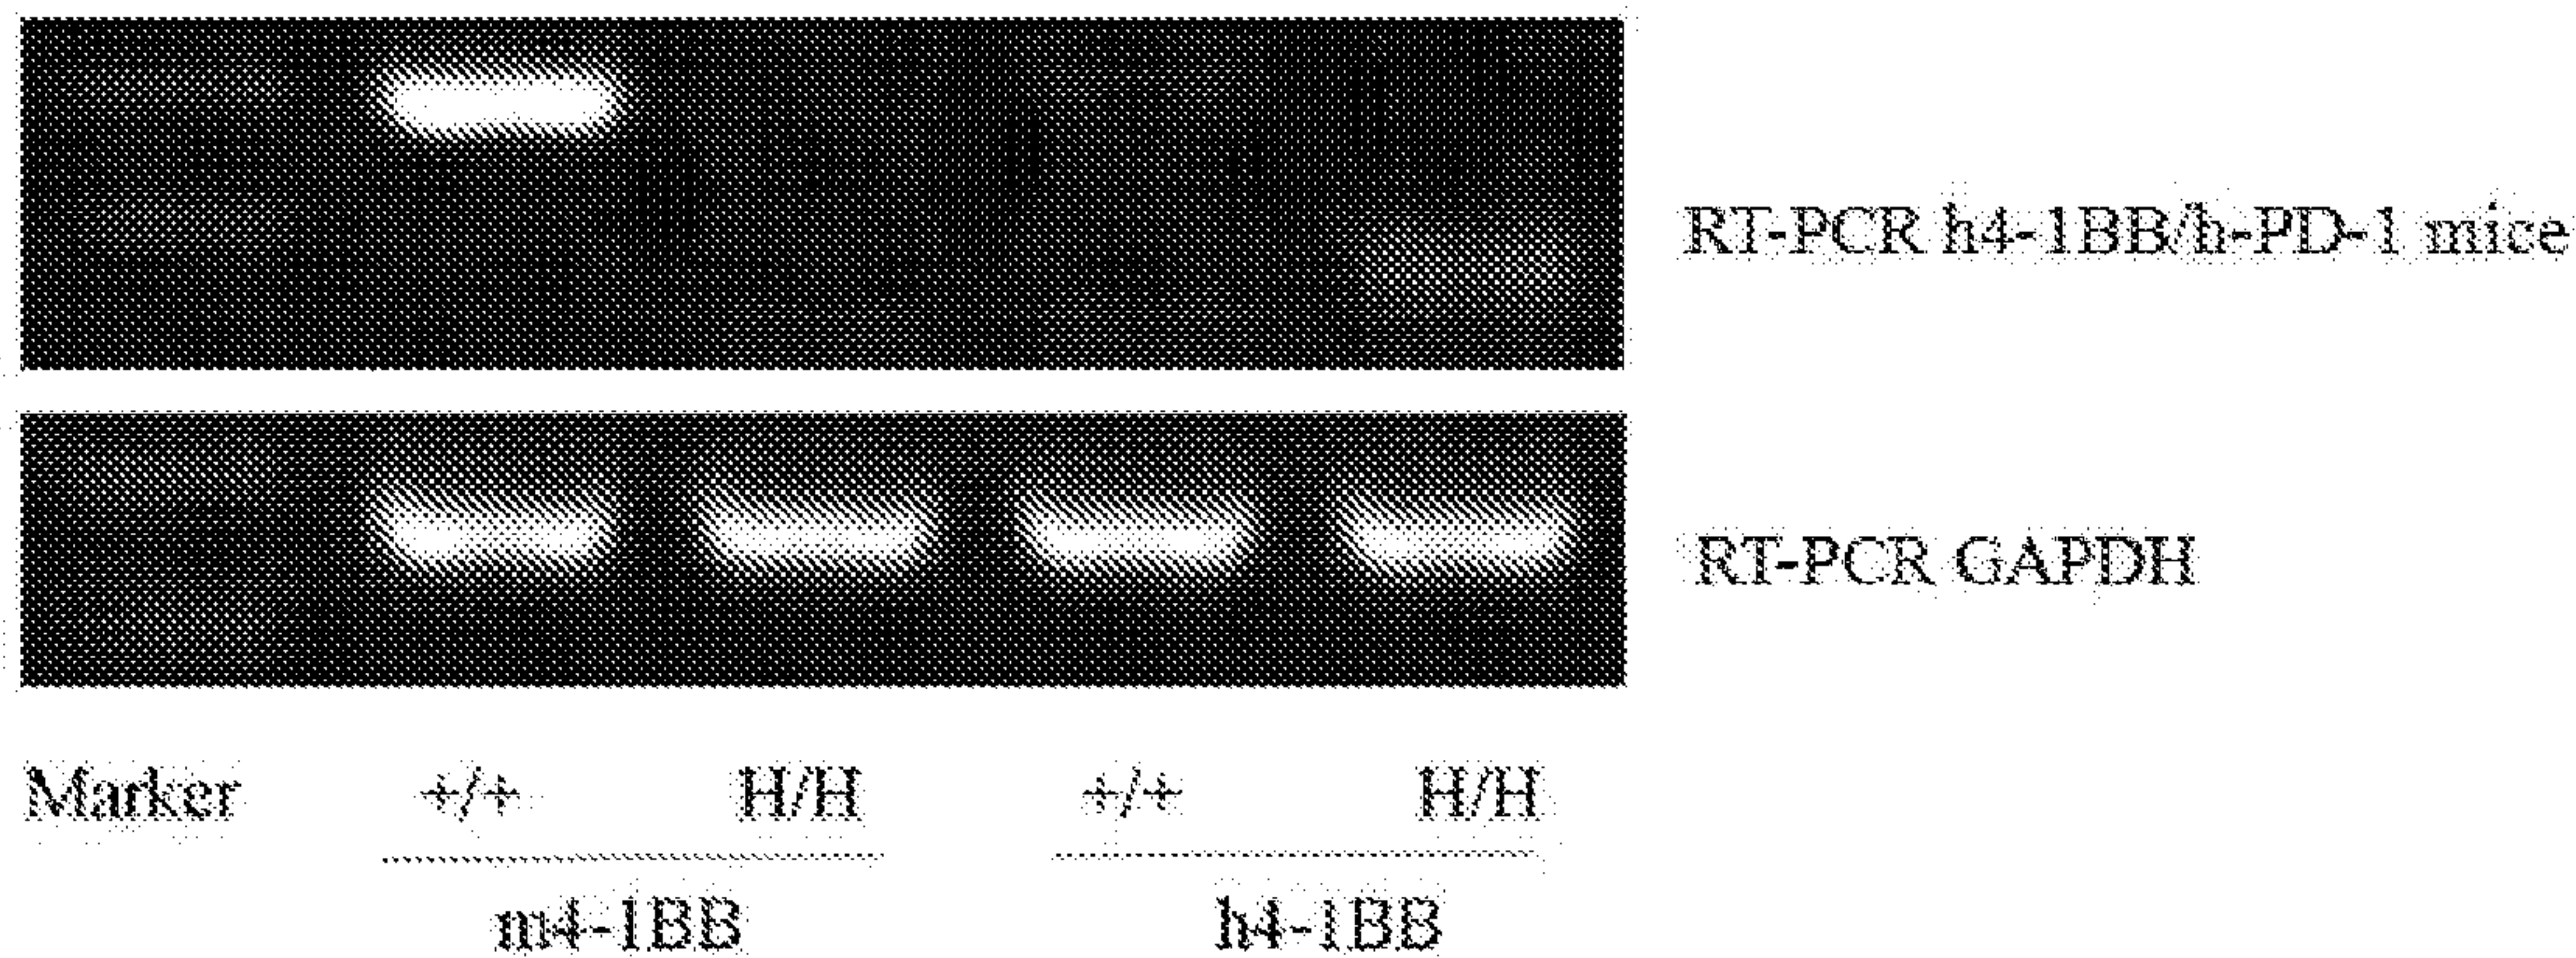 RT-PCR h4-1BB/h-PD-1 mice
RT-PCR GAPDH
Marker +/+ H/H +/+ H/H
m4-1BB h4-1BB